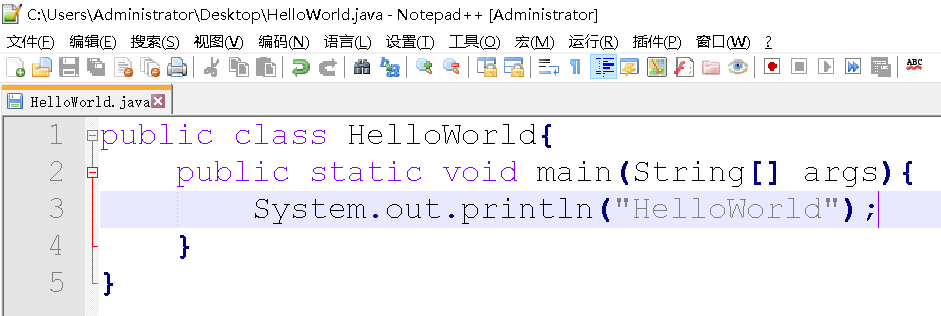 C:\Users\Administrator\Desktop\HelloWorld.java - Notepad++ [Administrator]
文件(F) 编辑(E) 搜索(S) 视图(V) 编码(N) 语言(L) 设置(T) 工具(O) 宏(M) 运行(R) 插件(P) 窗口(W) ?
ABC
HelloWorld.java
1 public class HelloWorld{
2 public static void main(String[] args){
3 System.out.println("HelloWorld");
4 }
5 }